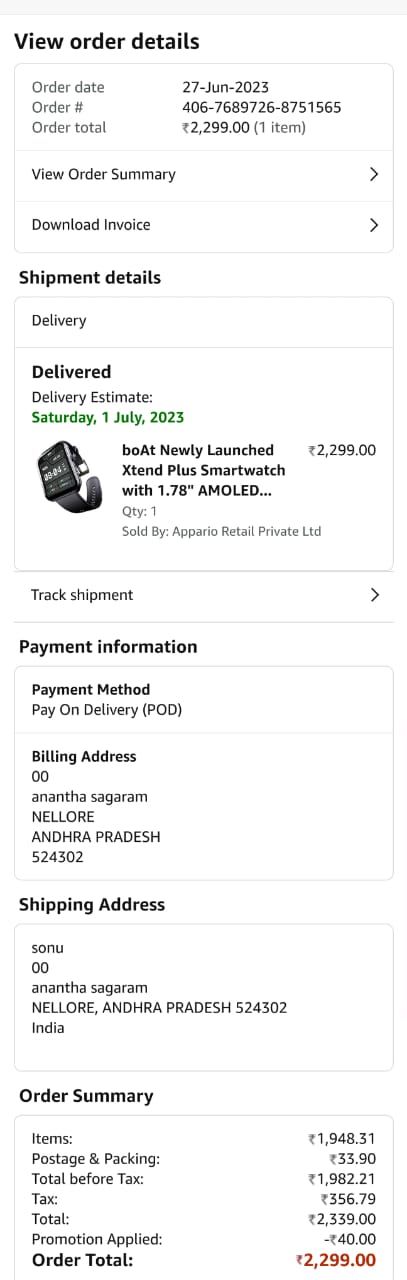 View order details
Order date 27-Jun-2023
Order # 406-7689726-8751565
Order total ₹2,299.00 (1 item)
View Order Summary
Download Invoice
Shipment details
Delivery
Delivered
Delivery Estimate:
Saturday, 1 July, 2023
boAt Newly Launched ₹2,299.00
Xtend Plus Smartwatch
with 1.78" AMOLED...
Qty: 1
Sold By: Appario Retail Private Ltd
Track shipment
Payment information
Payment Method
Pay On Delivery (POD)
Billing Address
00
anantha sagaram
NELLORE
ANDHRA PRADESH
524302
Shipping Address
sonu
00
anantha sagaram
NELLORE, ANDHRA PRADESH 524302
India
Order Summary
Items: ₹1,948.31
Postage & Packing: ₹33.90
Total before Tax: ₹1,982.21
Tax: ₹356.79
Total: ₹2,339.00
Promotion Applied: -₹40.00
Order Total: ₹2,299.00